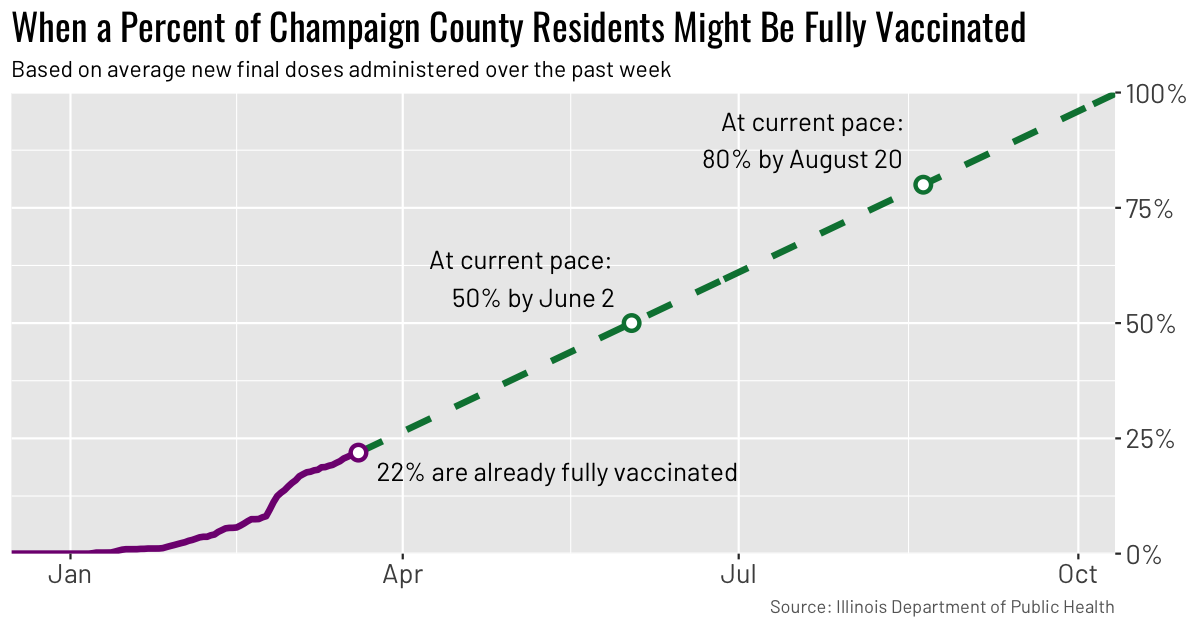 When a Percent of Champaign County Residents Might Be Fully Vaccinated
Based on average new final doses administered over the past week
100%
At current pace:
80% by August 20
75%
At current pace:
50% by June 2
50%
25%
22% are already fully vaccinated
0%
Jan Apr Jul Oct
Source: Illinois Department of Public Health